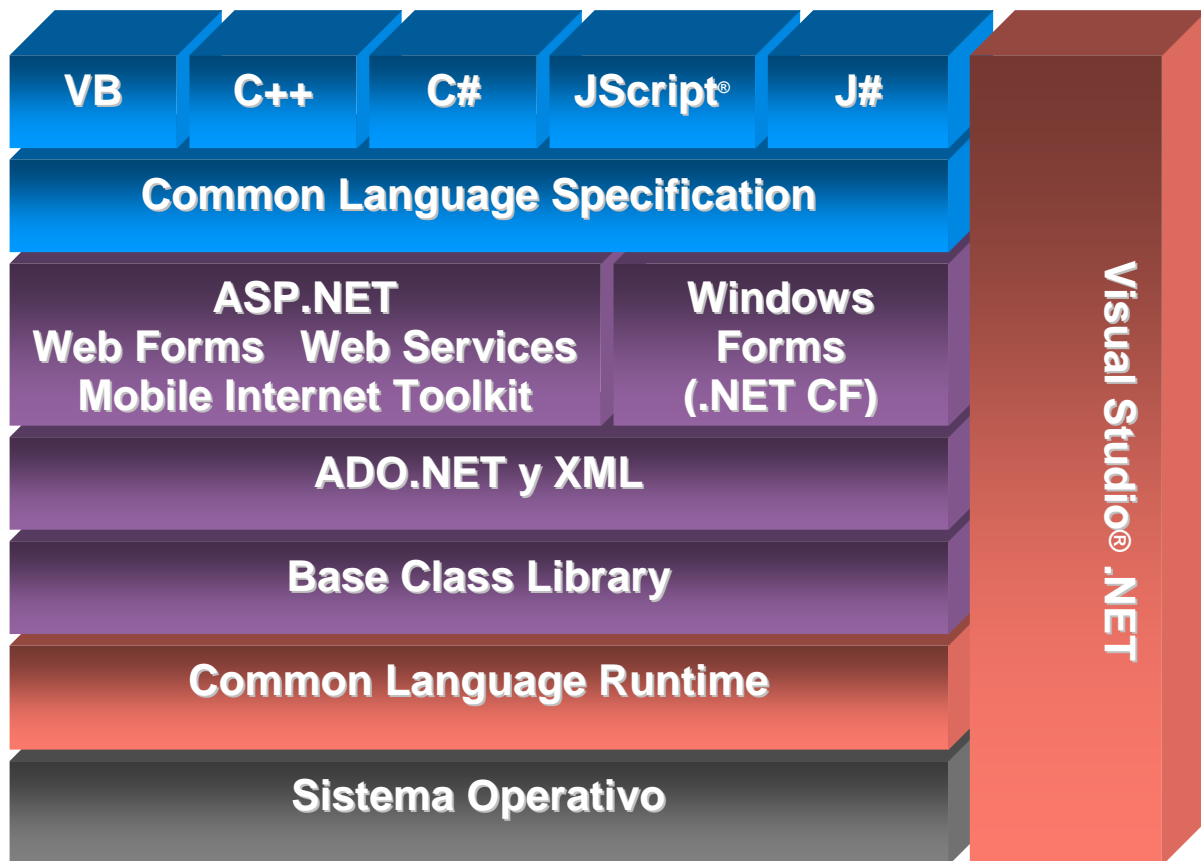 VB
C++
C#
JScript®
J#
Common Language Specification
ASP.NET
Web Forms Web Services
Mobile Internet Toolkit
Windows
Forms
(.NET CF)
ADO.NET y XML
Base Class Library
Common Language Runtime
Sistema Operativo
Visual Studio® .NET